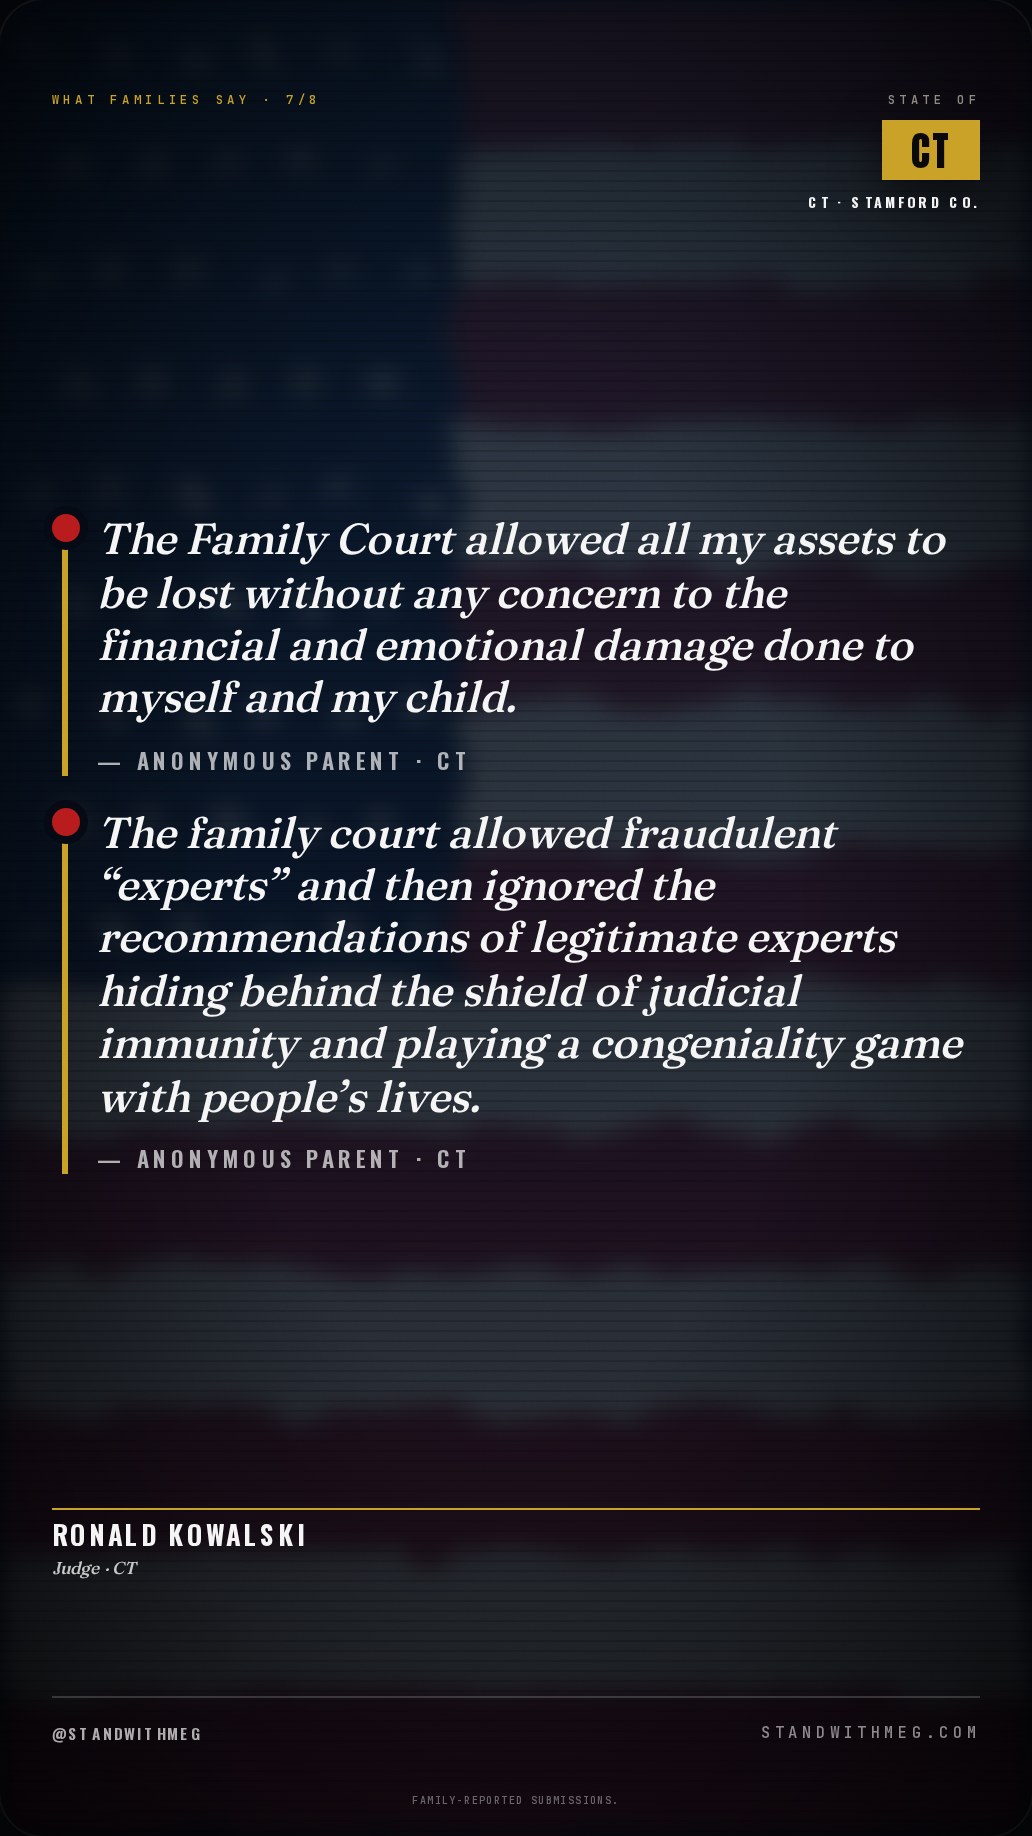 WHAT FAMILIES SAY · 7/8
STATE OF
CT
CT · STAMFORD CO.
The Family Court allowed all my assets to
be lost without any concern to the
financial and emotional damage done to
myself and my child.
— ANONYMOUS PARENT · CT
The family court allowed fraudulent
“experts” and then ignored the
recommendations of legitimate experts
hiding behind the shield of judicial
immunity and playing a congeniality game
with people’s lives.
— ANONYMOUS PARENT · CT
RONALD KOWALSKI
Judge · CT
@STANDWITHMEG
STANDWITHMEG.COM
FAMILY-REPORTED SUBMISSIONS.